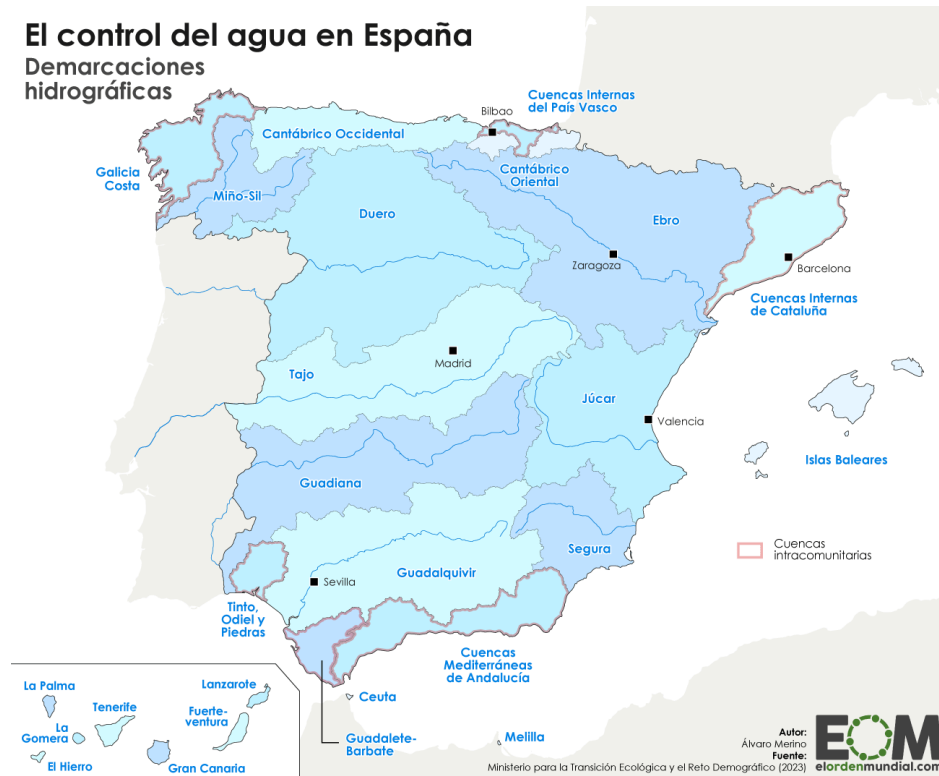 El control del agua en España
Demarcaciones
hidrográficas
Bilbao
Cuencas Internas
del País Vasco
Cantábrico Occidental
Galicia
Costa
Miño-Sil
Cantábrico
Oriental
Duero
Ebro
Zaragoza
Barcelona
Cuencas Internas
de Cataluña
Madrid
Tajo
Júcar
Valencia
Islas Baleares
Guadiana
Cuencas
intracomunitarias
Segura
Guadalquivir
Sevilla
Tinto,
Odiel y
Piedras
Cuencas
Mediterráneas
de Andalucía
La Palma
Lanzarote
Ceuta
Tenerife
Fuerte-
ventura
La
Gomera
El Hierro
Gran Canaria
Guadalete-
Barbate
Melilla
Autor:
Álvaro Merino
Fuente:
Ministerio para la Transición Ecológica y el Reto Demográfico (2023)
EOM
elordenmundial.com